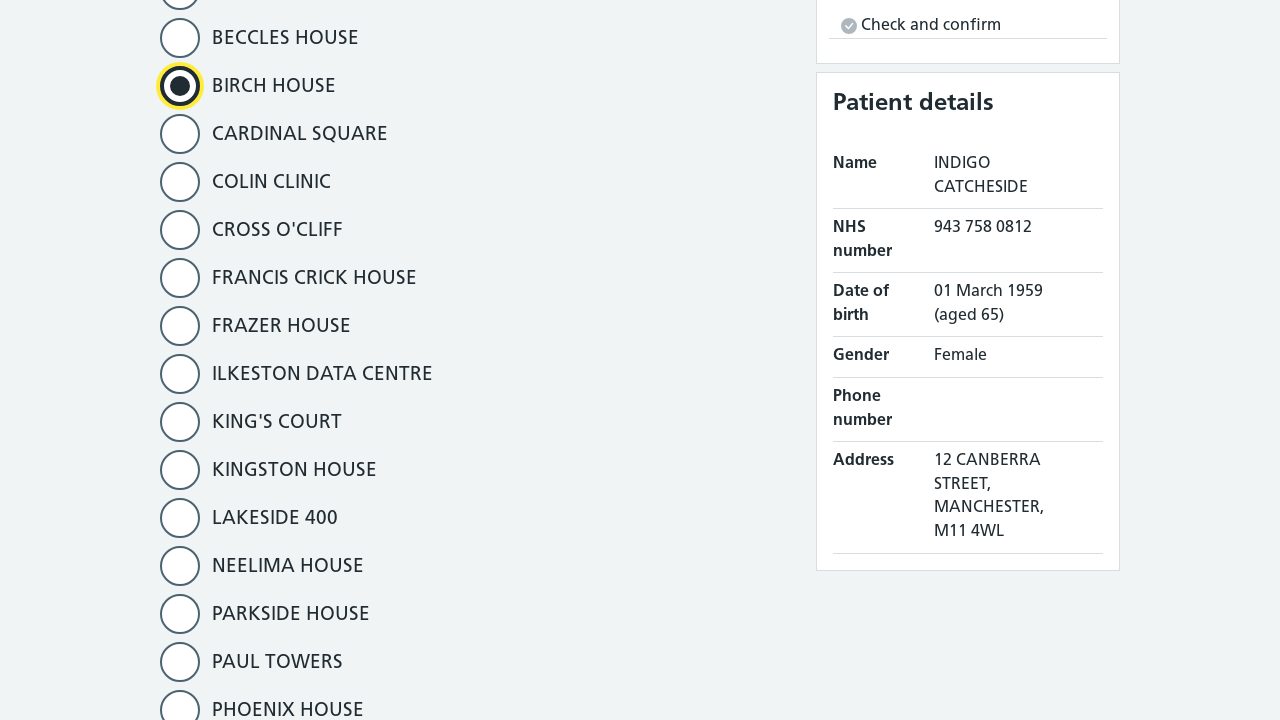 BECCLES HOUSE
BIRCH HOUSE
CARDINAL SQUARE
COLIN CLINIC
CROSS O'CLIFF
FRANCIS CRICK HOUSE
FRAZER HOUSE
ILKESTON DATA CENTRE
KING'S COURT
KINGSTON HOUSE
LAKESIDE 400
NEELIMA HOUSE
PARKSIDE HOUSE
PAUL TOWERS
PHOENIX HOUSE
Check and confirm
Patient details
Name INDIGO
CATCHESIDE
NHS 943 758 0812
number
Date of 01 March 1959
birth (aged 65)
Gender Female
Phone
number
Address 12 CANBERRA
STREET,
MANCHESTER,
M11 4WL